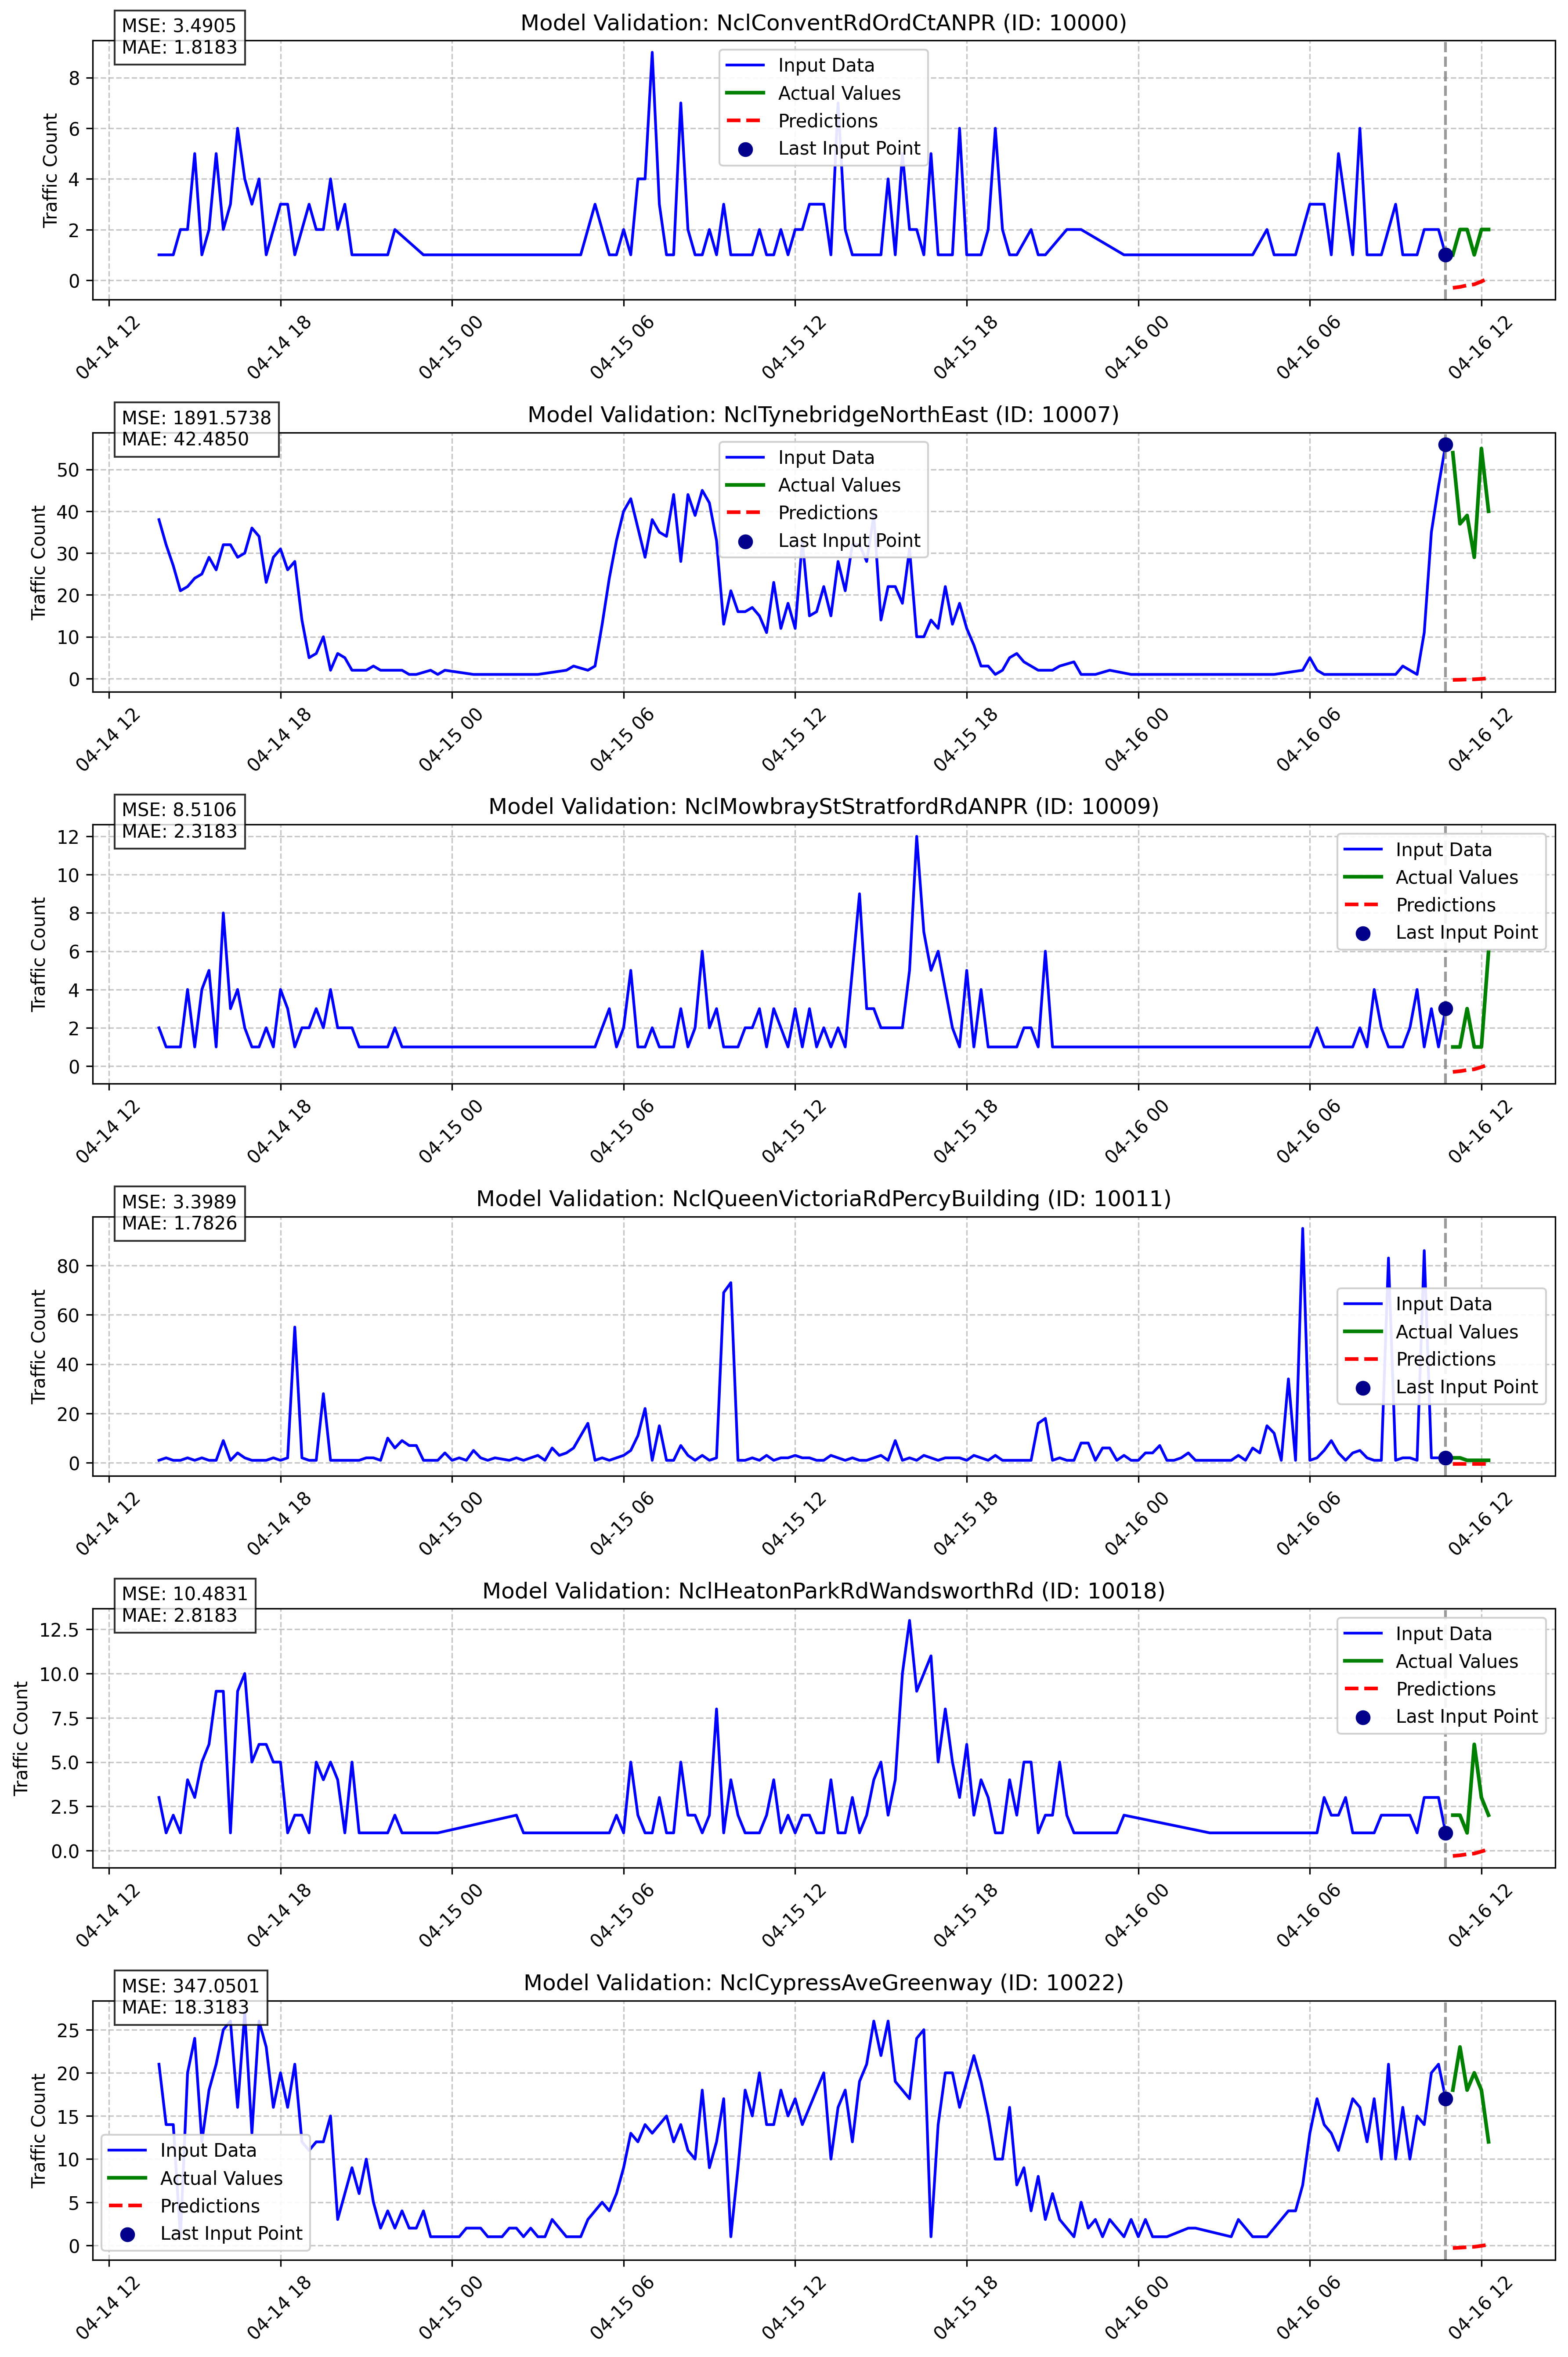 MSE: 3.4905
MAE: 1.8183
Model Validation: NclConventRdOrdCtANPR (ID: 10000)
Traffic Count
8
6
4
2
0
Input Data
Actual Values
Predictions
Last Input Point
04-14 12
04-14 18
04-15 00
04-15 06
04-15 12
04-15 18
04-16 00
04-16 06
04-16 12
MSE: 1891.5738
MAE: 42.4850
Model Validation: NclTynebridgeNorthEast (ID: 10007)
Traffic Count
50
40
30
20
10
0
Input Data
Actual Values
Predictions
Last Input Point
04-14 12
04-14 18
04-15 00
04-15 06
04-15 12
04-15 18
04-16 00
04-16 06
04-16 12
MSE: 8.5106
MAE: 2.3183
Model Validation: NclMowbrayStStratfordRdANPR (ID: 10009)
Traffic Count
12
10
8
6
4
2
0
Input Data
Actual Values
Predictions
Last Input Point
04-14 12
04-14 18
04-15 00
04-15 06
04-15 12
04-15 18
04-16 00
04-16 06
04-16 12
MSE: 3.3989
MAE: 1.7826
Model Validation: NclQueenVictoriaRdPercyBuilding (ID: 10011)
Traffic Count
80
60
40
20
0
Input Data
Actual Values
Predictions
Last Input Point
04-14 12
04-14 18
04-15 00
04-15 06
04-15 12
04-15 18
04-16 00
04-16 06
04-16 12
MSE: 10.4831
MAE: 2.8183
Model Validation: NclHeatonParkRdWandsworthRd (ID: 10018)
Traffic Count
12.5
10.0
7.5
5.0
2.5
0.0
Input Data
Actual Values
Predictions
Last Input Point
04-14 12
04-14 18
04-15 00
04-15 06
04-15 12
04-15 18
04-16 00
04-16 06
04-16 12
MSE: 347.0501
MAE: 18.3183
Model Validation: NclCypressAveGreenway (ID: 10022)
Traffic Count
25
20
15
10
5
0
Input Data
Actual Values
Predictions
Last Input Point
04-14 12
04-14 18
04-15 00
04-15 06
04-15 12
04-15 18
04-16 00
04-16 06
04-16 12